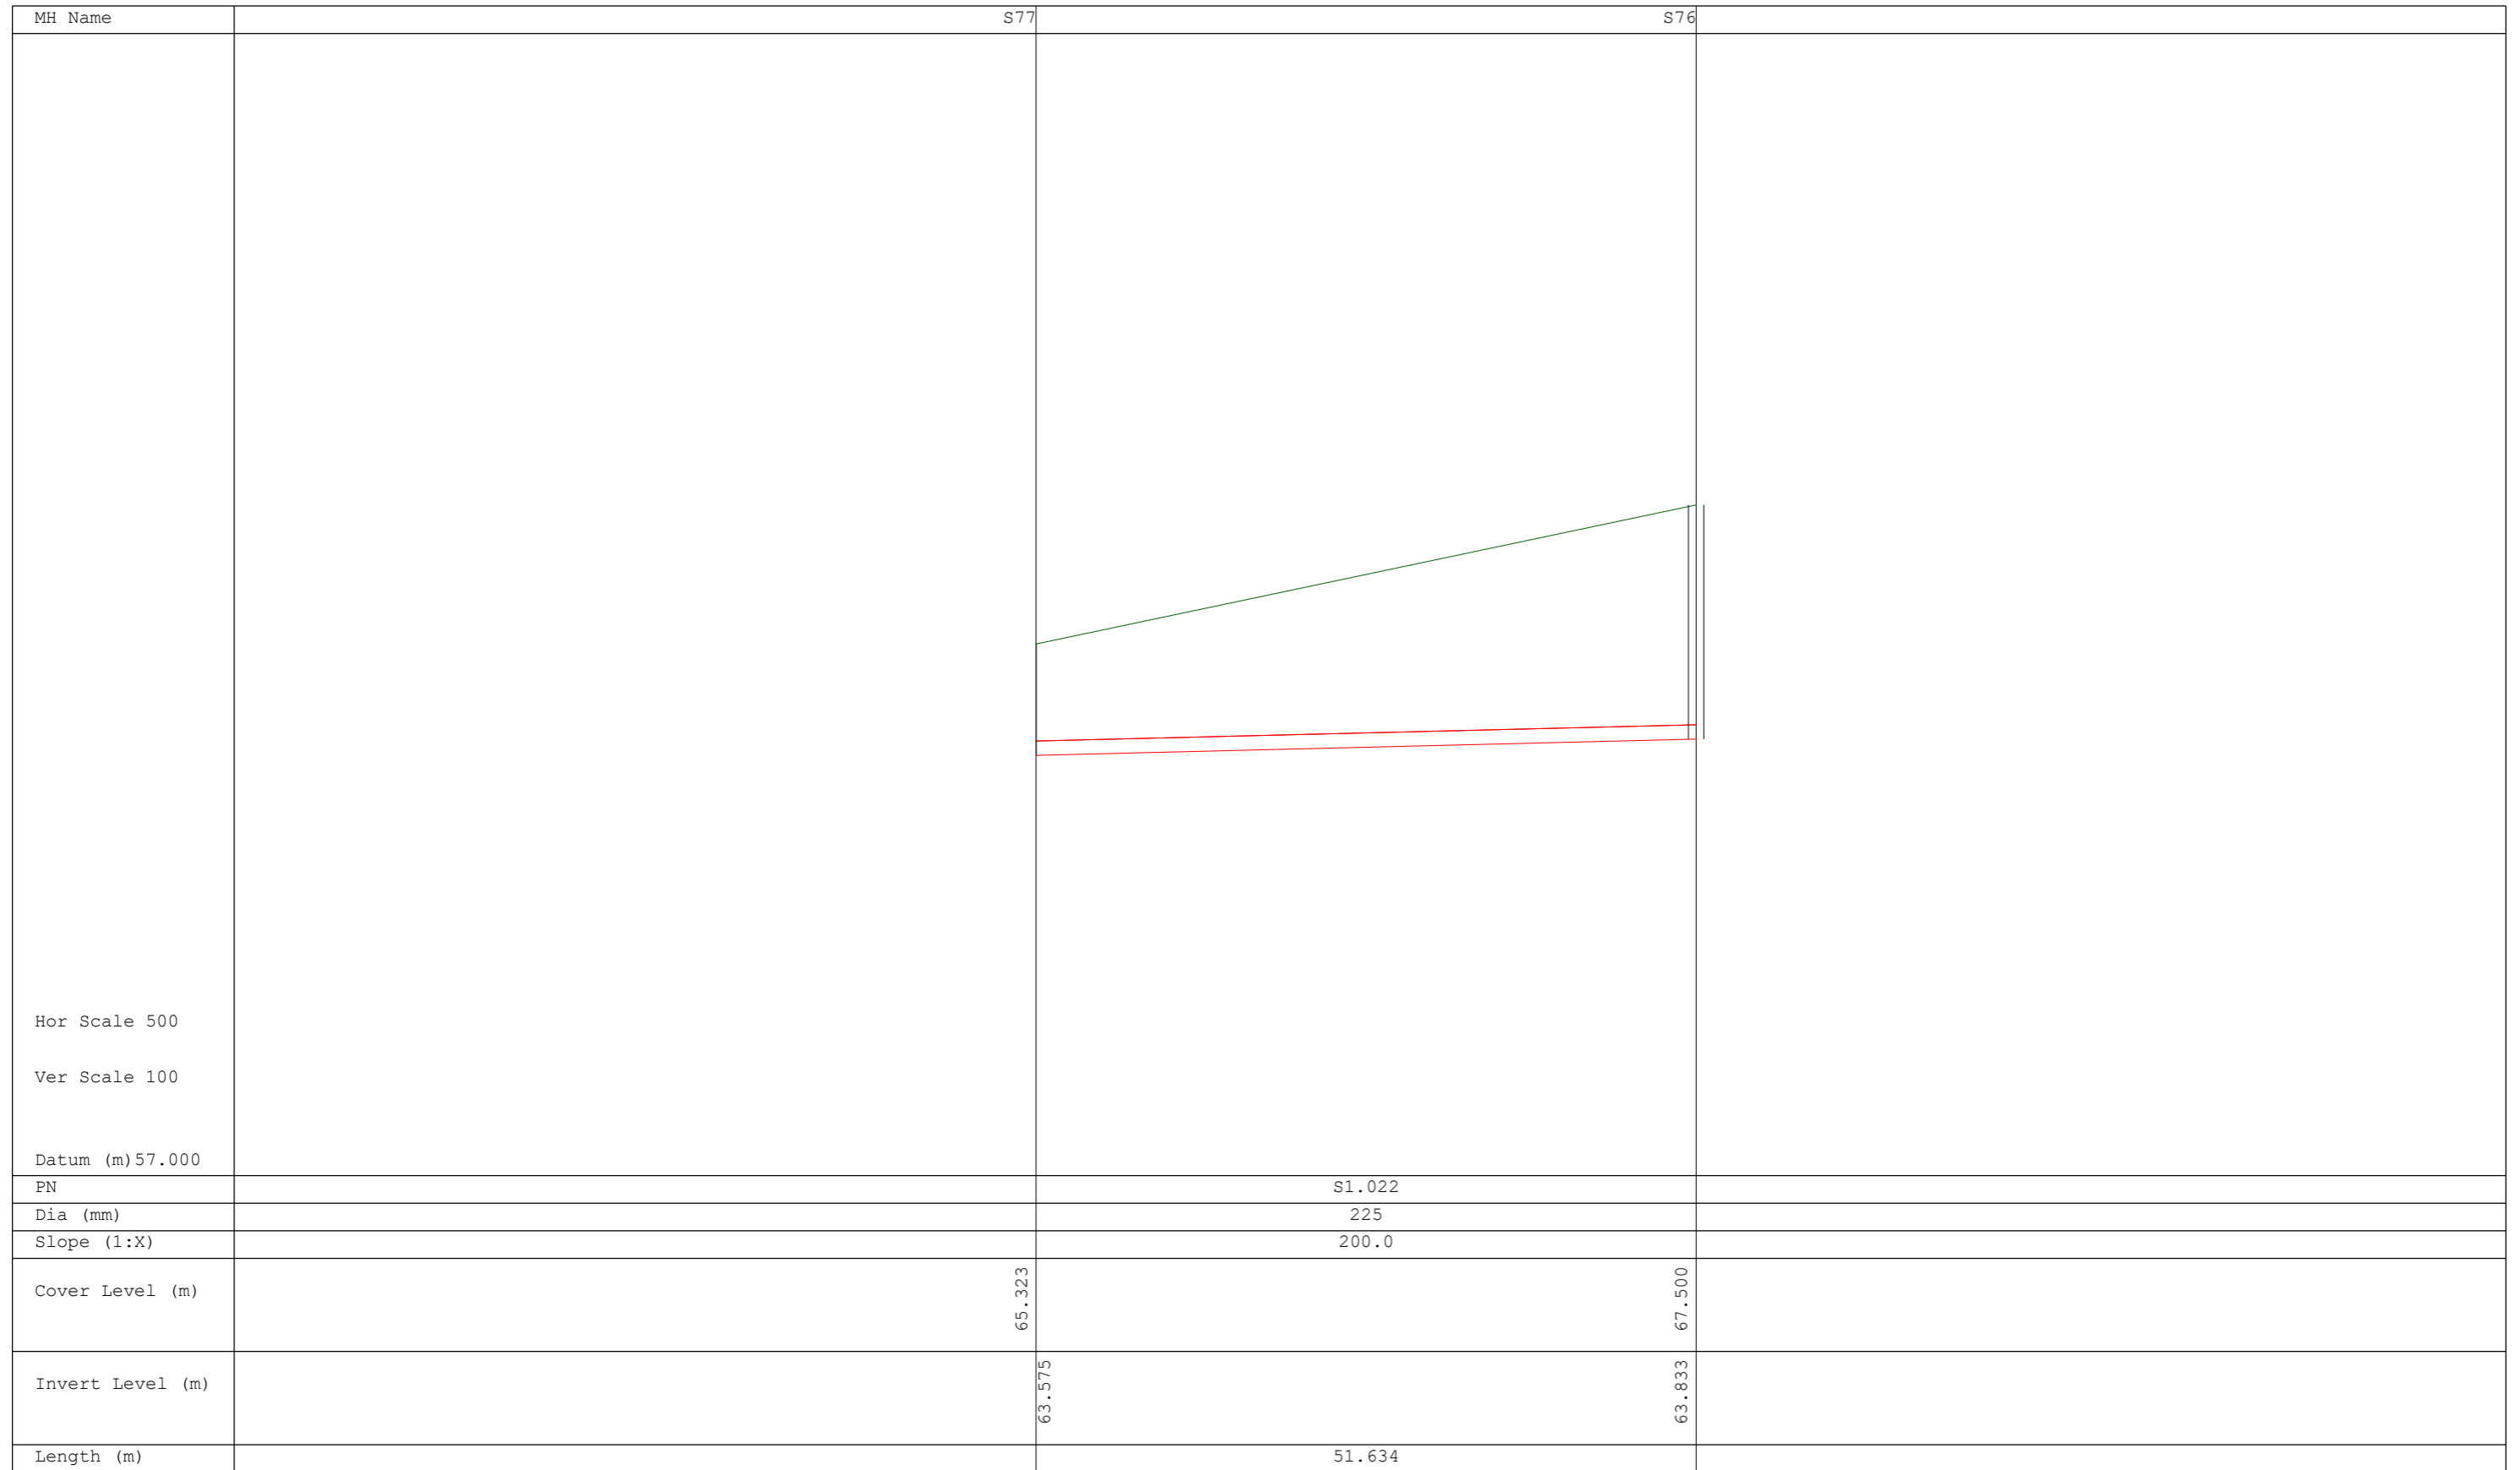 MH Name S77 S76
Hor Scale 500
Ver Scale 100
Datum (m)57.000
PN S1.022
Dia (mm) 225
Slope (1:X) 200.0
Cover Level (m) 65.323 67.500
Invert Level (m) 63.575 63.833
Length (m) 51.634